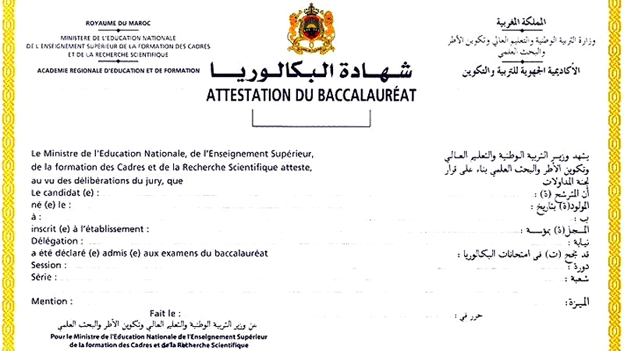 ROYAUME DU MAROC
MINISTERE DE L'EDUCATION NATIONALE
DE L'ENSEIGNEMENT SUPÉRIEUR DE LA FORMATION DES CADRES
ET DE LA RECHERCHE SCIENTIFIQUE
ACADEMIE REGIONALE D'EDUCATION ET DE FORMATION
المملكة المغربية
وزارة التربية الوطنية والتعليم العالي وتكوين الأطر
والبحث العلمي
الأكاديمية الجهوية للتربية والتكوين
شهادة البكالوريا
ATTESTATION DU BACCALAURÉAT
Le Ministre de l'Education Nationale, de l'Enseignement Supérieur,
de la formation des Cadres et de la Recherche Scientifique atteste,
au vu des délibérations du jury, que
Le candidat (e) :
né (e) le :
à :
inscrit (e) à l'établissement :
Délégation :
a été déclaré (e) admis (e) aux examens du baccalauréat
Session :
Série :
Mention :
يشهد وزير التربية الوطنية والتعليم العالي
وتكوين الأطر والبحث العلمي بناء على قرار
لجنة المداولات
أن المترشح (ة) :
المولود(ة) بتاريخ :
ب :
المسجل(ة) بمؤسسة :
نيابة :
قد نجح (ت) في امتحانات البكالوريا :
دورة :
شعبة :
الميزة :
Fait le :
حرر في :
عن وزير التربية الوطنية والتعليم العالي وتكوين الأطر والبحث العلمي
Pour le Ministre de l'Education Nationale de l'Enseignement Supérieur
de la formation des Cadres et de la Recherche Scientifique